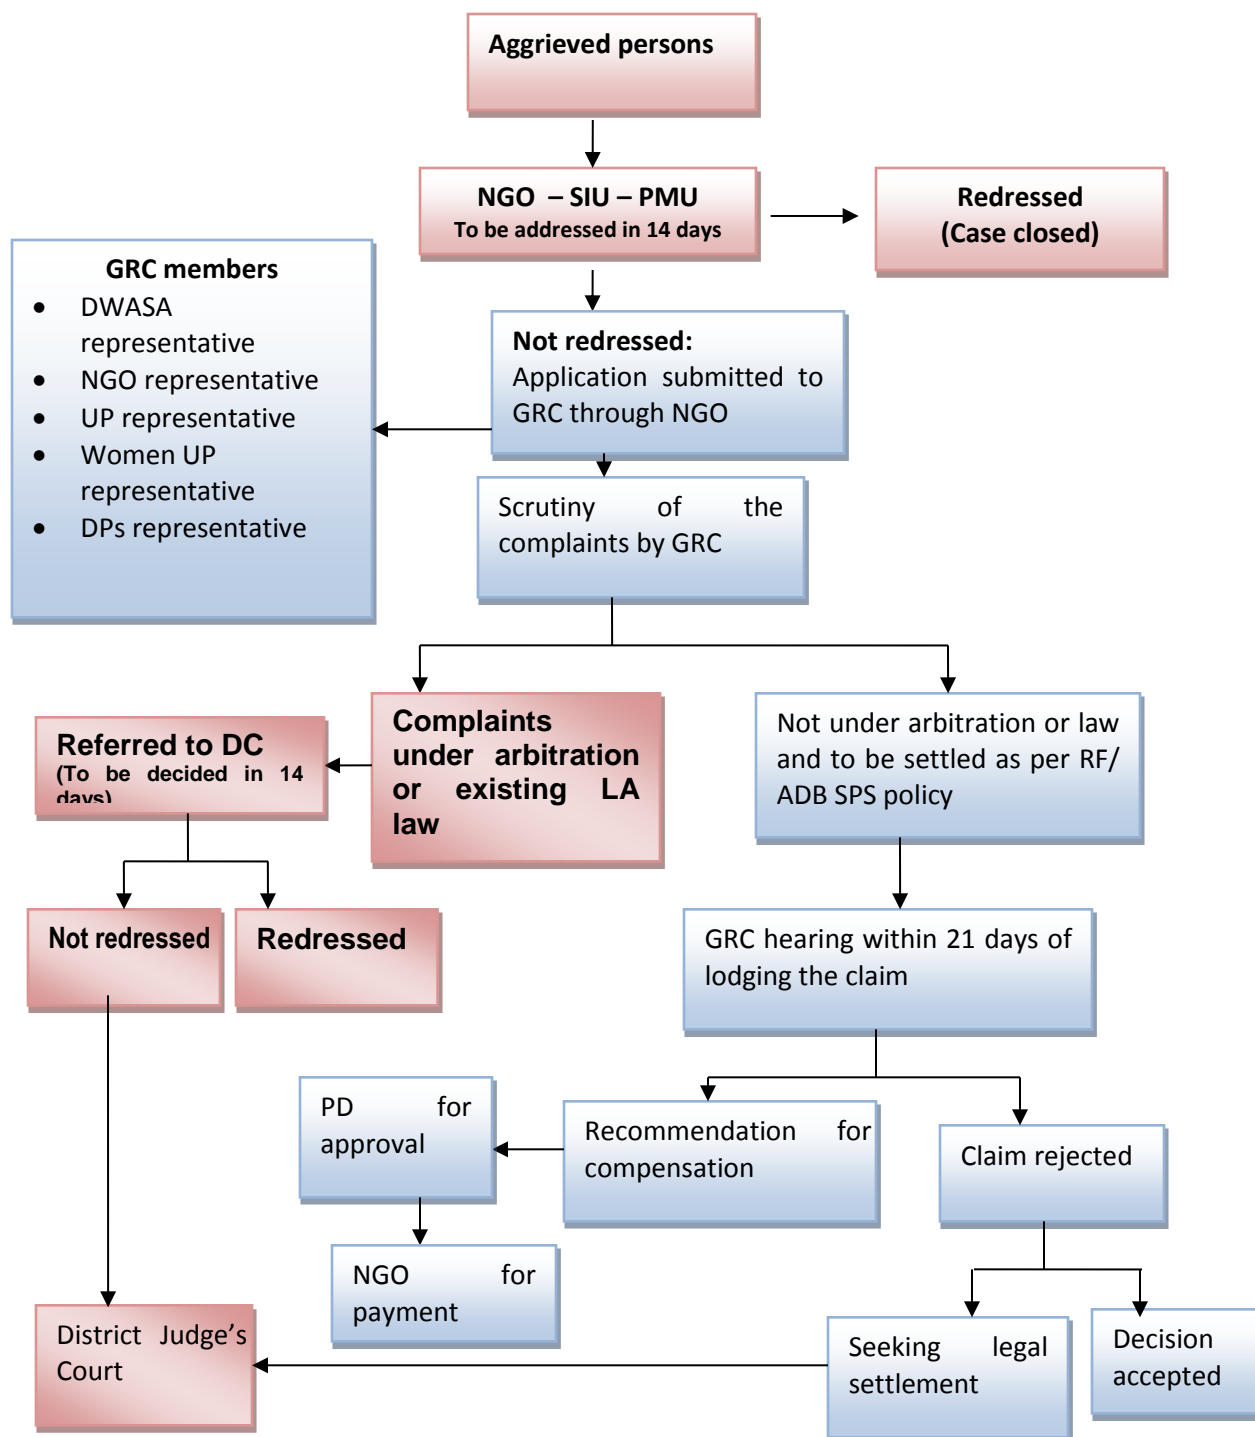 Aggrieved persons
NGO – SIU – PMU
To be addressed in 14 days
Redressed
(Case closed)
GRC members
• DWASA
representative
• NGO representative
• UP representative
• Women UP
representative
• DPs representative
Not redressed:
Application submitted to
GRC through NGO
Scrutiny of the
complaints by GRC
Complaints
under arbitration
or existing LA
law
Referred to DC
(To be decided in 14
days)
Not under arbitration or law
and to be settled as per RF/
ADB SPS policy
Not redressed
Redressed
GRC hearing within 21 days of
lodging the claim
PD for
approval
Recommendation for
compensation
Claim rejected
NGO for
payment
District Judge's
Court
Seeking legal
settlement
Decision
accepted